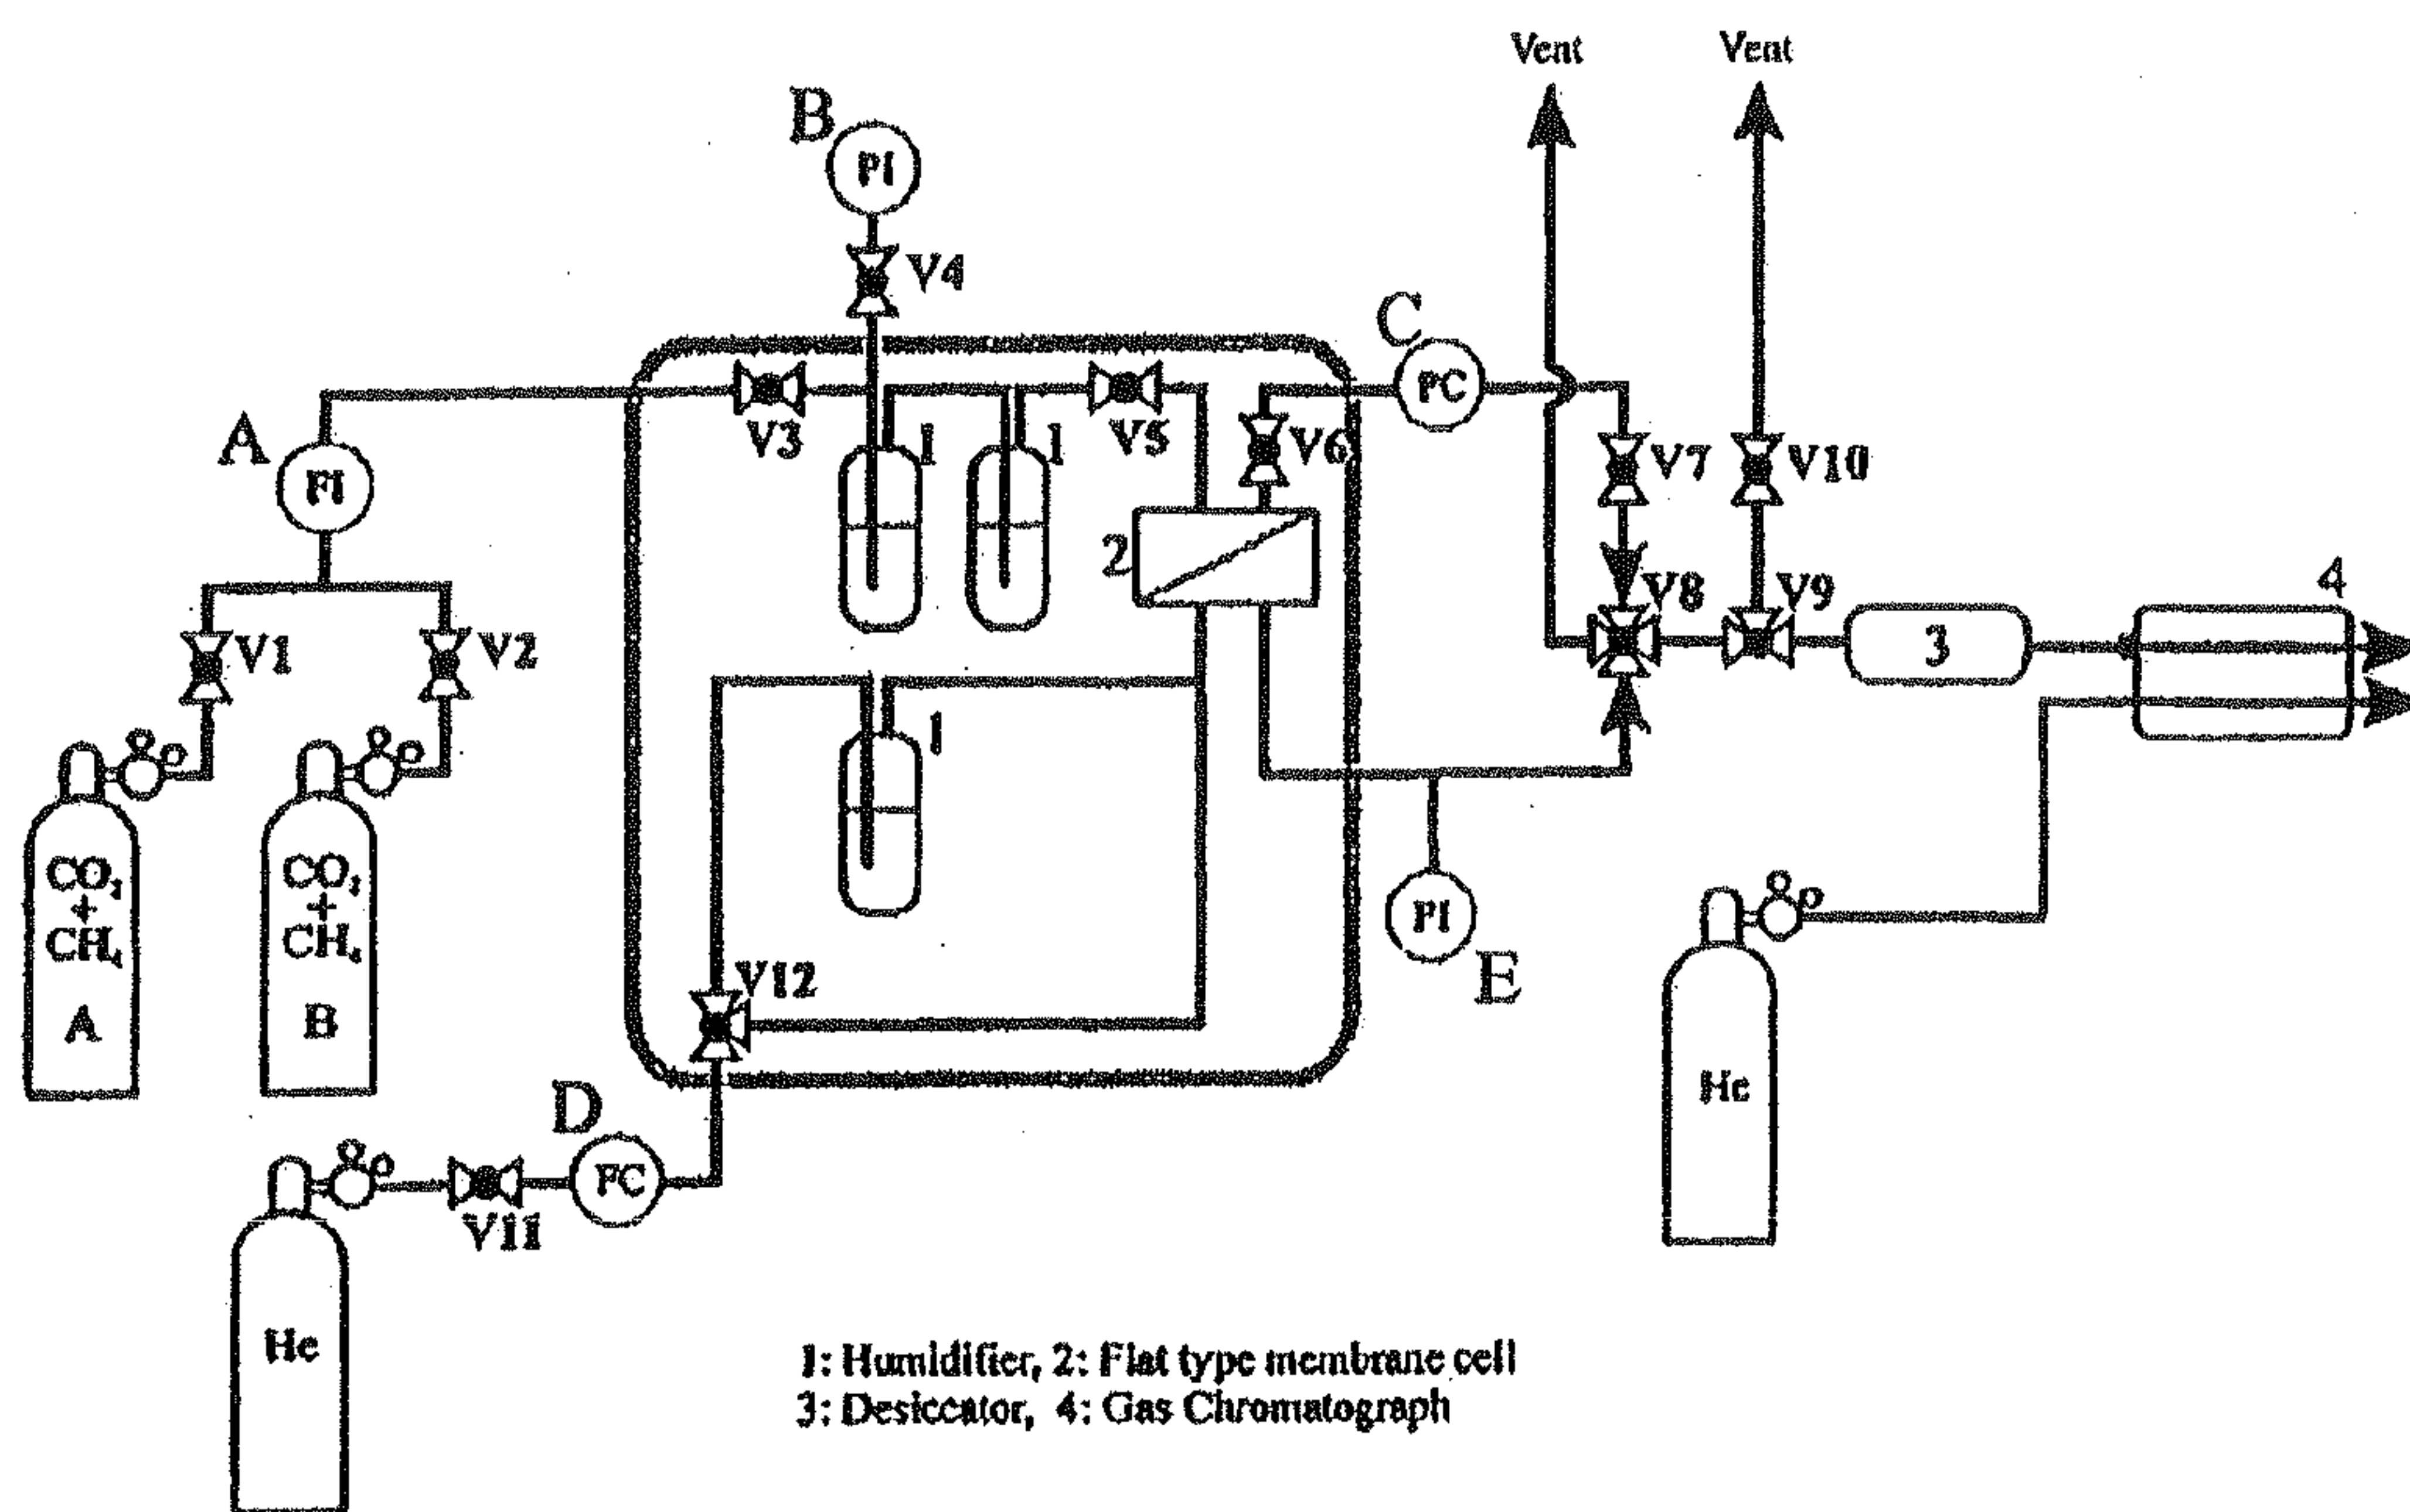 Vent
Vent
B
PI
V4
C
FC
A
FI
V3
1
1
V5
V6
V7
V10
2
V8
V9
4
3
V1
V2
1
CO₂
+
CH₄
A
CO₂
+
CH₄
B
PI
E
V12
D
FC
V11
He
He
1: Humidifier, 2: Flat type membrane cell
3: Desiccator, 4: Gas Chromatograph